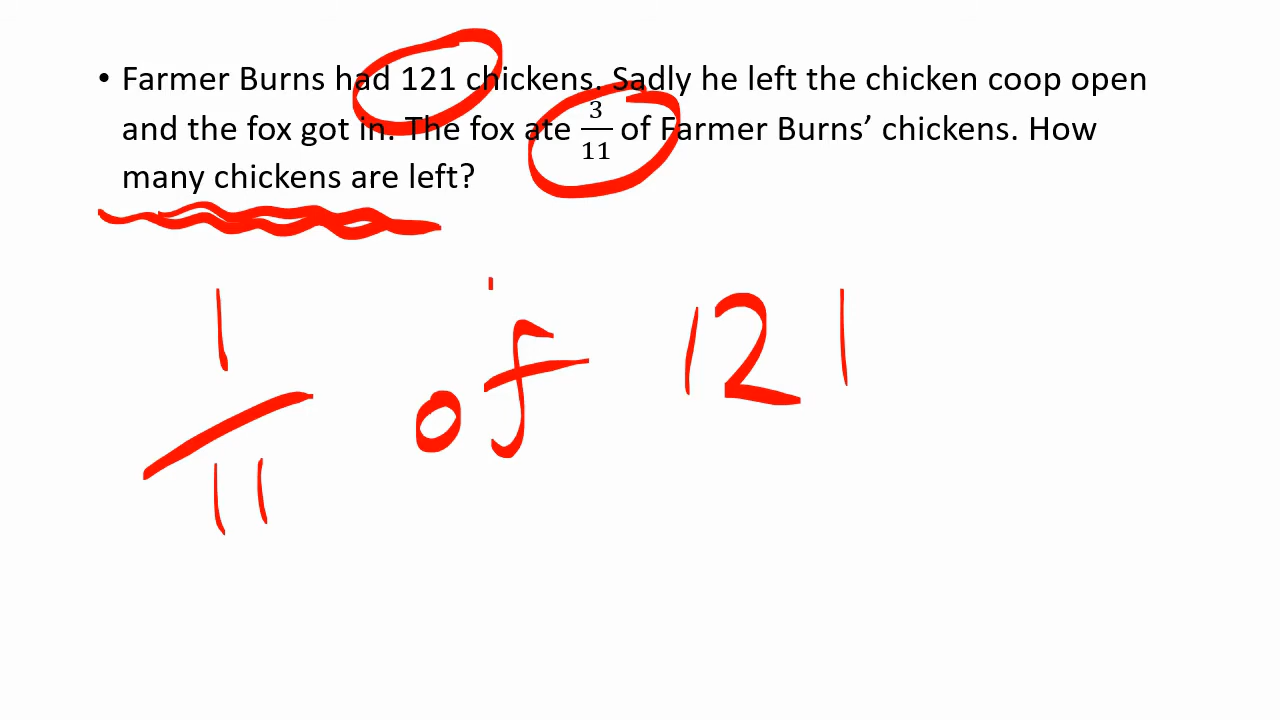 • Farmer Burns had 121 chickens. Sadly he left the chicken coop open
and the fox got in. The fox ate 3/11 of Farmer Burns’ chickens. How
many chickens are left?
1/11 of 121